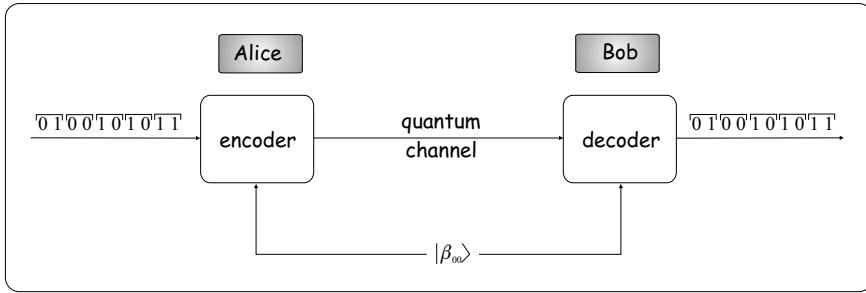 Alice
Bob
0 1 0 0 1 0 1 0 1 1
encoder
quantum
channel
decoder
0 1 0 0 1 0 1 0 1 1
|β₀₀⟩